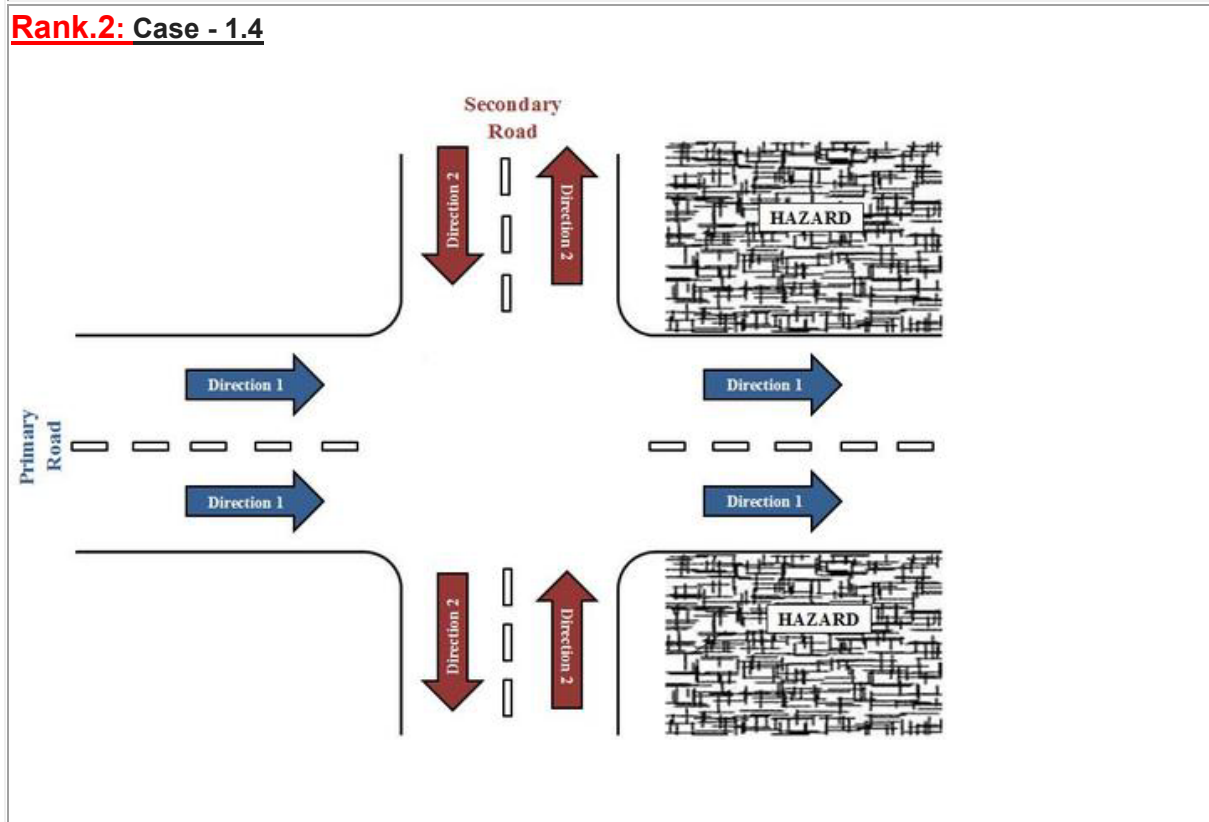 Rank.2: Case - 1.4
Secondary
Road
Direction 2
Direction 2
HAZARD
Direction 1
Direction 1
Primary
Road
Direction 1
Direction 1
Direction 2
Direction 2
HAZARD